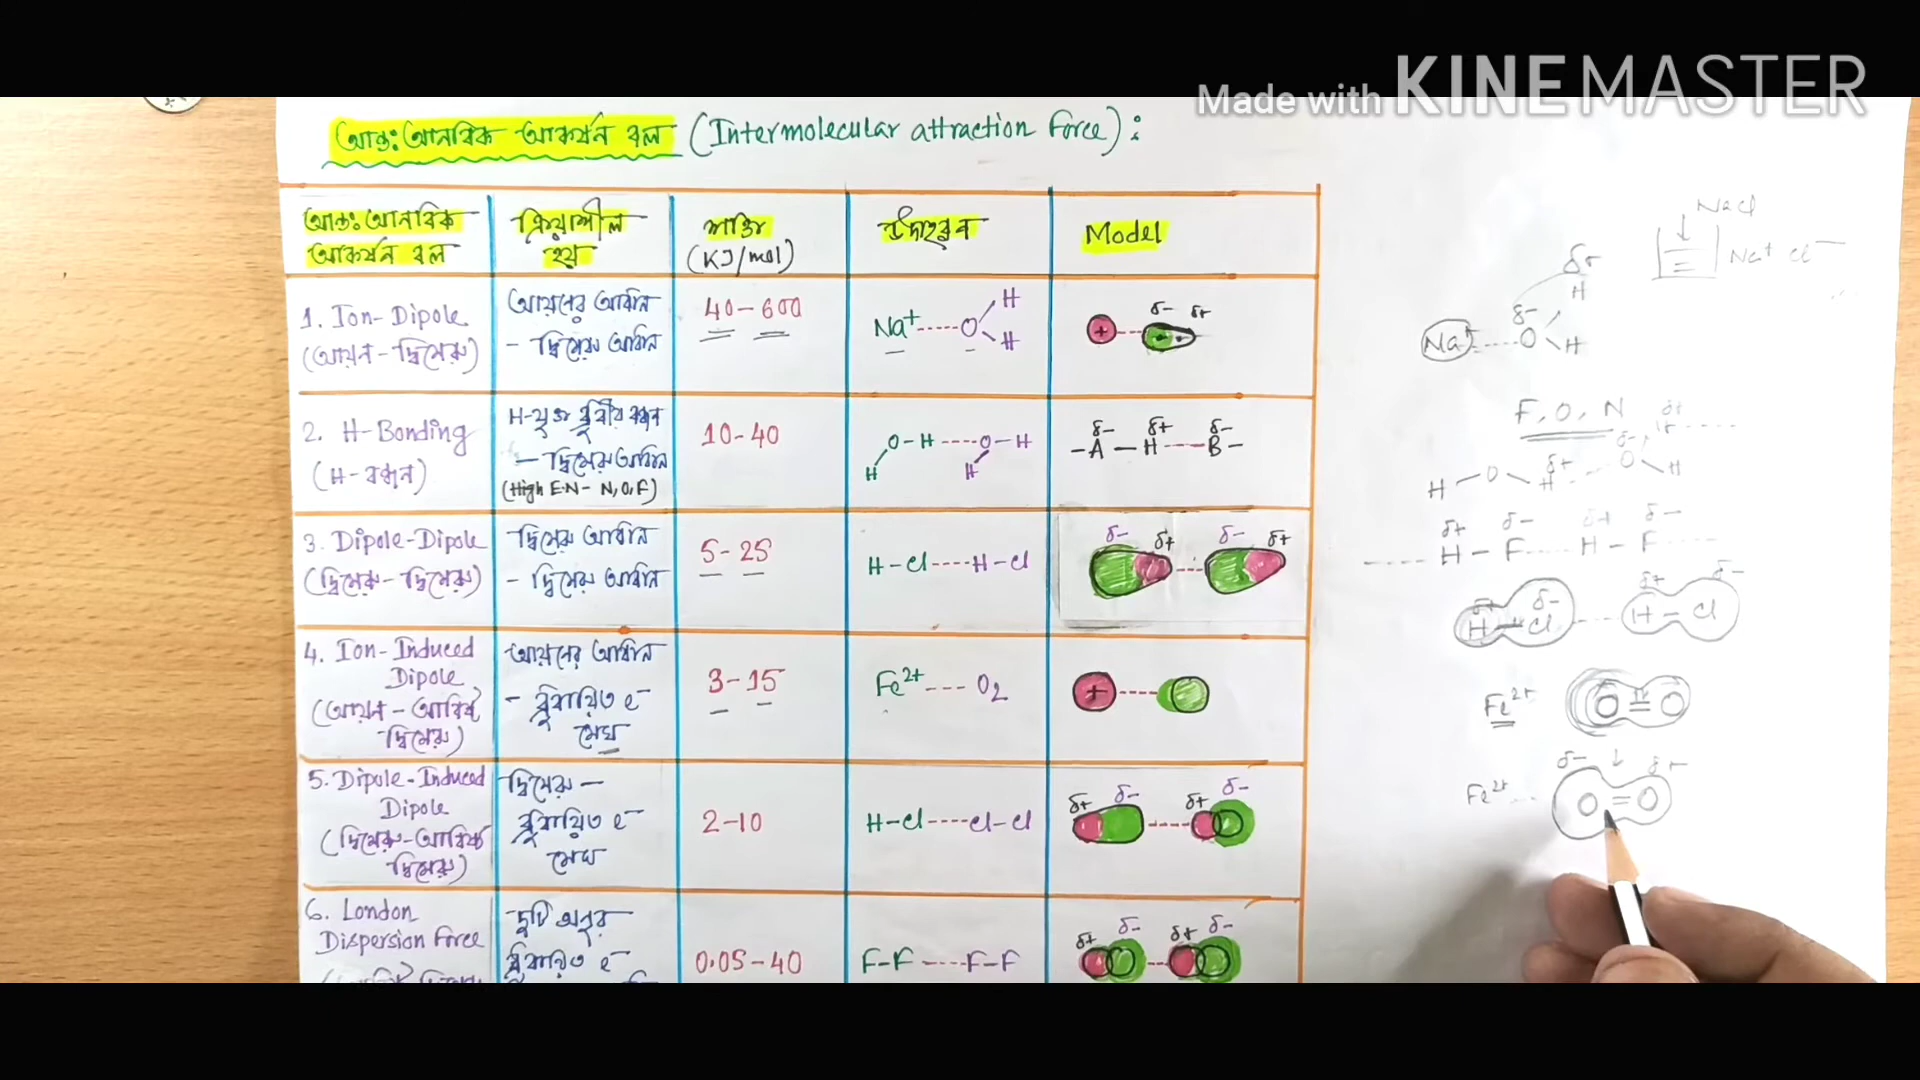 Made with KINEMASTER
আন্তঃআনবিক আকর্ষন বল (Intermolecular attraction Force):
আন্তঃআনবিক
আকর্ষন বল
ক্রিয়াশীল
হয়
শক্তি
(KJ/mol)
উদাহরন
Model
1. Ion-Dipole
(আয়ন-দ্বিমেরু)
আয়নের আধান
- দ্বিমেরু আধান
40-600
Na+ ----- O H H
+ --- δ- δ+
2. H-Bonding
(H-বন্ধন)
H-যুক্ত ধ্রুবীয় বন্ধন
- দ্বিমেরু আধান
(High E.N- N,O,F)
10-40
H O-H ---- O-H H
δ- δ+ δ-
-A-H---B-
3. Dipole-Dipole
(দ্বিমেরু-দ্বিমেরু)
দ্বিমেরু আধান
- দ্বিমেরু আধান
5-25
H-Cl----H-Cl
δ- δ+ δ- δ+
4. Ion-Induced
Dipole
(আয়ন-আবিষ্ট
দ্বিমেরু)
আয়নের আধান
- ধ্রুবায়িত e-
মেঘ
3-15
Fe2+ ---- O2
+
5. Dipole-Induced
Dipole
(দ্বিমেরু-আবিষ্ট
দ্বিমেরু)
দ্বিমেরু -
ধ্রুবায়িত e-
মেঘ
2-10
H-Cl----Cl-Cl
δ+ δ- δ+ δ-
6. London
Dispersion Force
দুটি অনুর
ধ্রুবায়িত e-
0.05-40
F-F ----F-F
δ+ δ- δ+ δ-
NaCl
Na+ Cl-
δ+
H
δ-
Na+ ---- O H
F, O, N
δ+
δ-
H O H δ+ --- O H
δ+ δ- δ+ δ-
---- H-F---- H-F----
δ+ δ- δ+ δ-
H-Cl ---- H-Cl
Fe2+ O=O
δ- δ+
Fe2+ ---- O=O